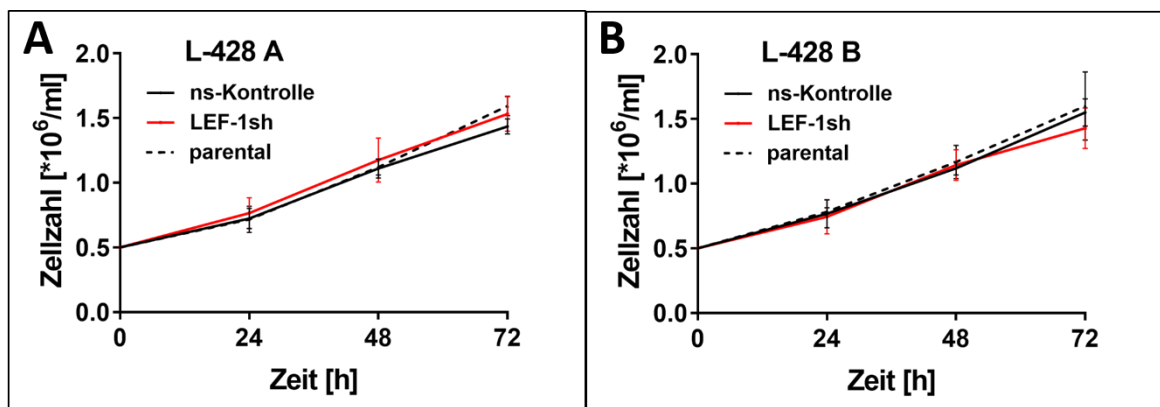 A
L-428 A
ns-Kontrolle
LEF-1sh
parental
Zellzahl [*10⁶/ml]
2.0
1.5
1.0
0.5
0.0
0 24 48 72
Zeit [h]
B
L-428 B
ns-Kontrolle
LEF-1sh
parental
Zellzahl [*10⁶/ml]
2.0
1.5
1.0
0.5
0.0
0 24 48 72
Zeit [h]